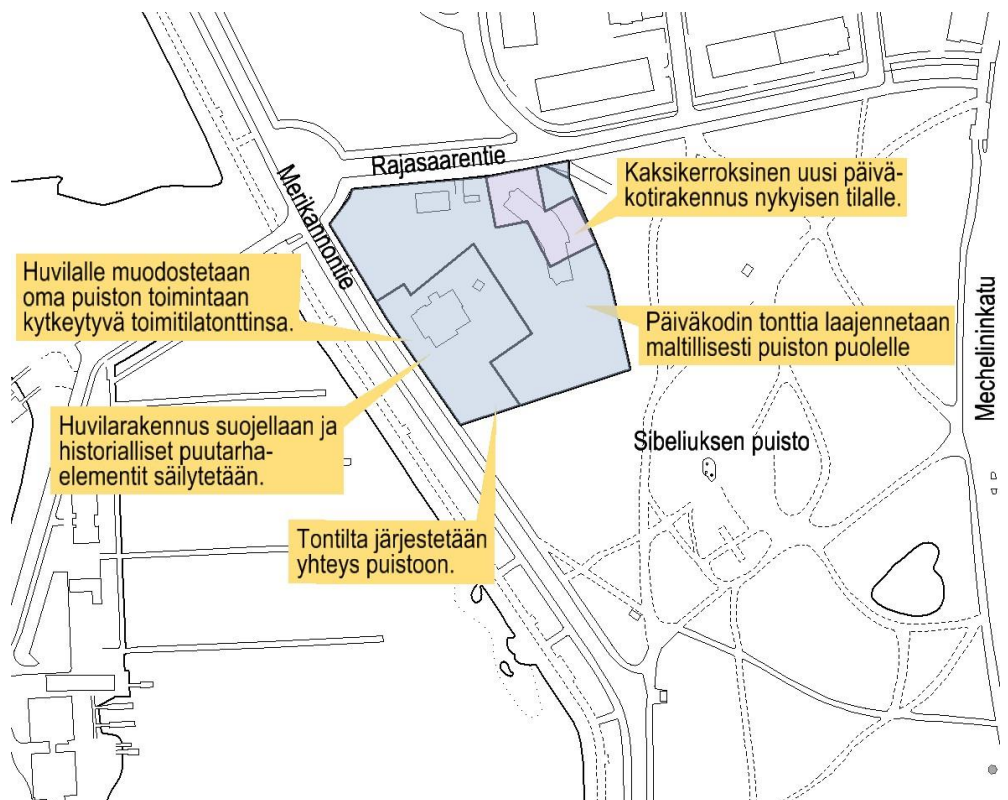 Rajasaarentie
Kaksikerroksinen uusi päivä-
kotirakennus nykyisen tilalle.
Merikannontie
Huvilalle muodostetaan
oma puiston toimintaan
kytkeytyvä toimitilatonttinsa.
Päiväkodin tonttia laajennetaan
maltillisesti puiston puolelle
Mechelininkatu
Huvilarakennus suojellaan ja
historialliset puutarha-
elementit säilytetään.
Sibeliuksen puisto
Tontilta järjestetään
yhteys puistoon.